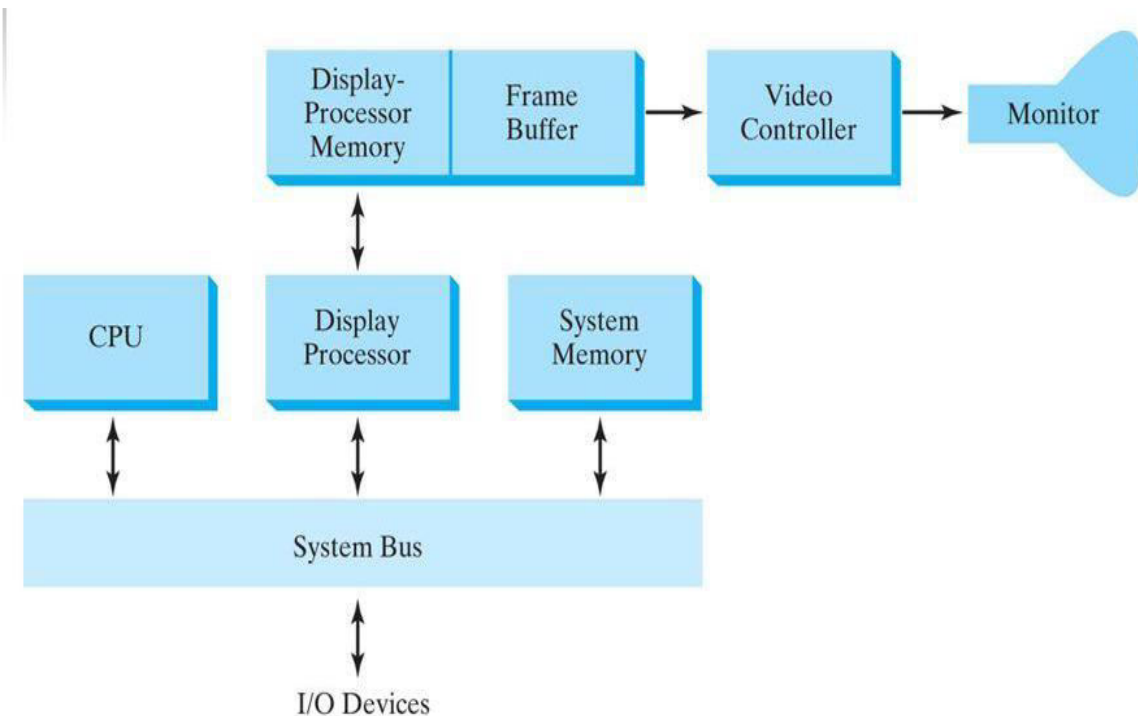 Display-
Processor
Memory
Frame
Buffer
Video
Controller
Monitor
CPU
Display
Processor
System
Memory
System Bus
I/O Devices